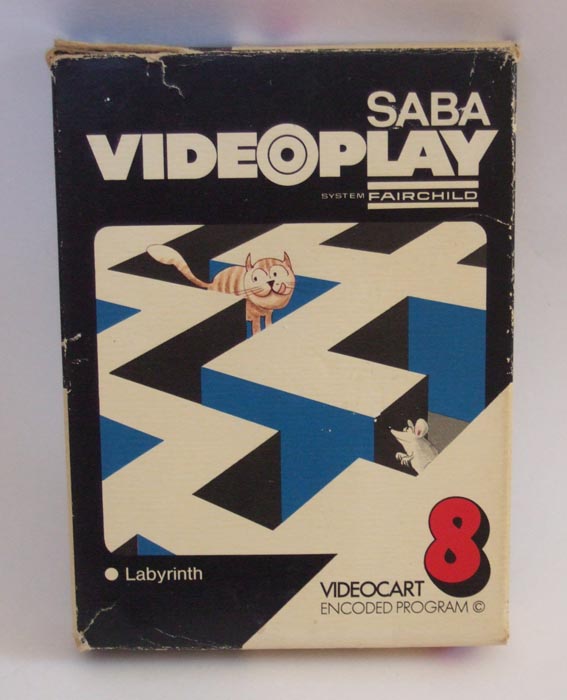 SABA
VIDEOPLAY
SYSTEM FAIRCHILD
Labyrinth
8
VIDEOCART
ENCODED PROGRAM ©